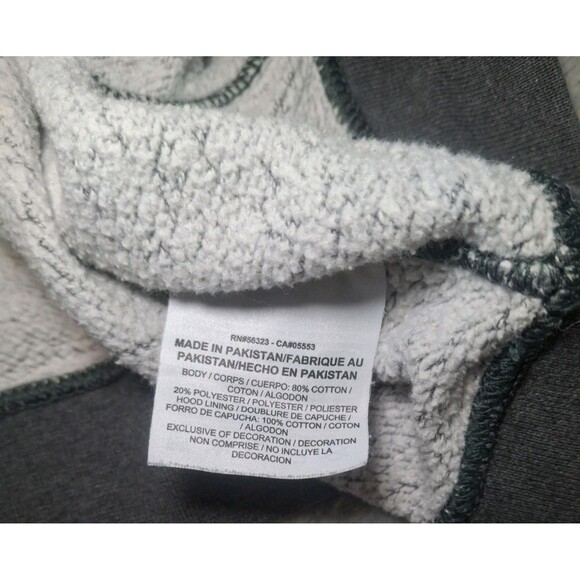 RN#56323 - CA#05553
MADE IN PAKISTAN/FABRIQUE AU
PAKISTAN/HECHO EN PAKISTAN
BODY / CORPS / CUERPO: 80% COTTON /
COTON / ALGODON
20% POLYESTER / POLYESTER / POLIESTER
HOOD LINING / DOUBLURE DE CAPUCHE /
FORRO DE CAPUCHA: 100% COTTON / COTON
/ ALGODON
EXCLUSIVE OF DECORATION / DECORATION
NON COMPRISE / NO INCLUYE LA
DECORACION